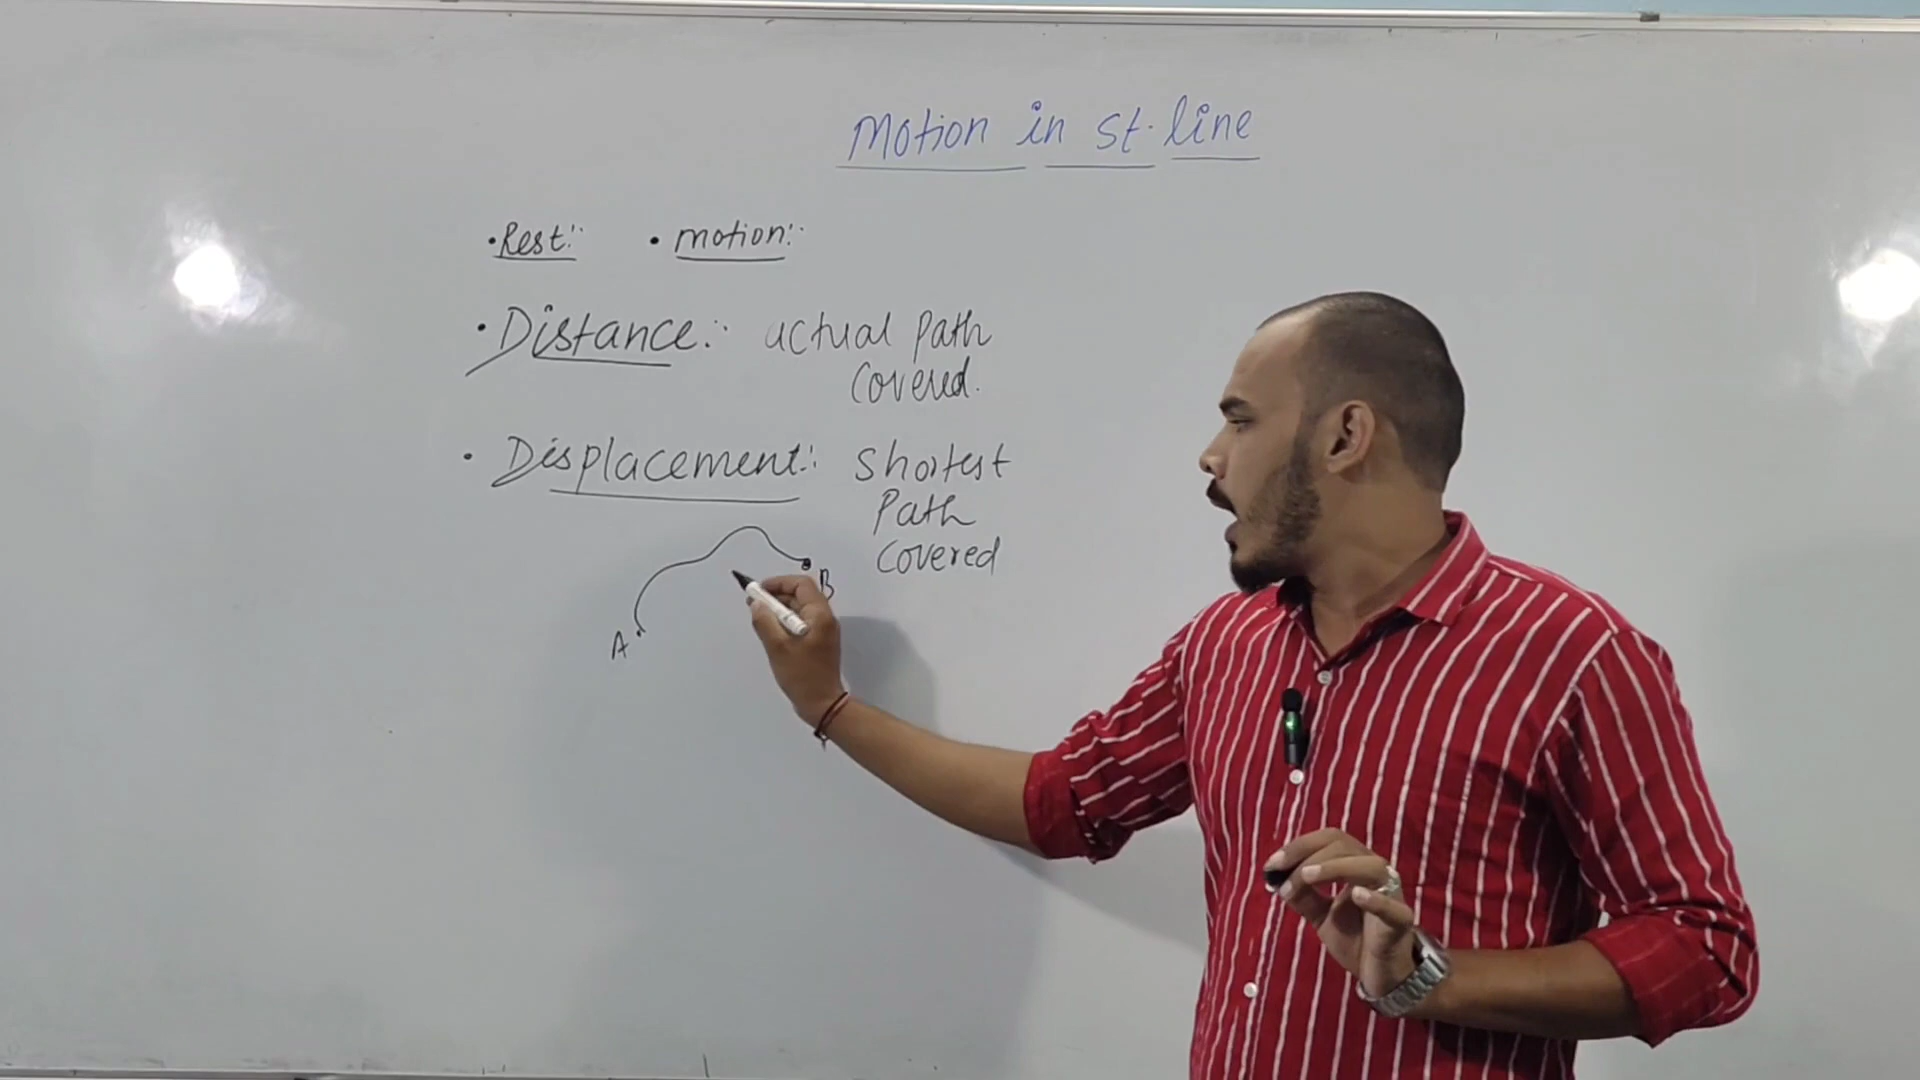 Motion in st. line
• Rest:- • motion:-
• Distance:- actual path
covered.
• Displacement:- shortest
path
covered
B
A